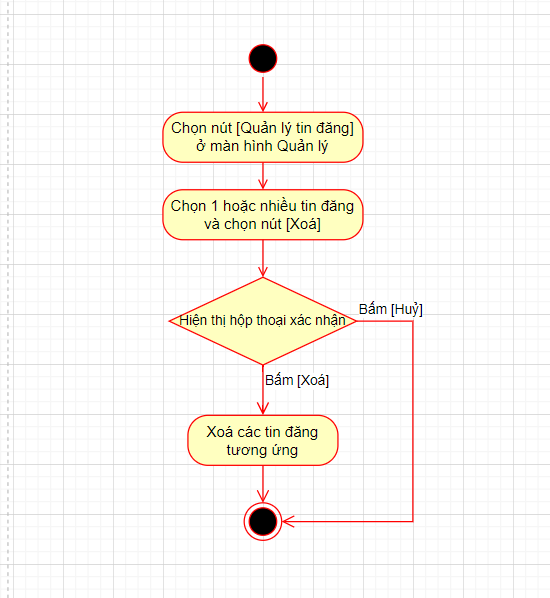 Chọn nút [Quản lý tin đăng]
ở màn hình Quản lý
Chọn 1 hoặc nhiều tin đăng
và chọn nút [Xoá]
Hiện thị hộp thoại xác nhận
Bấm [Huỷ]
Bấm [Xoá]
Xoá các tin đăng
tương ứng